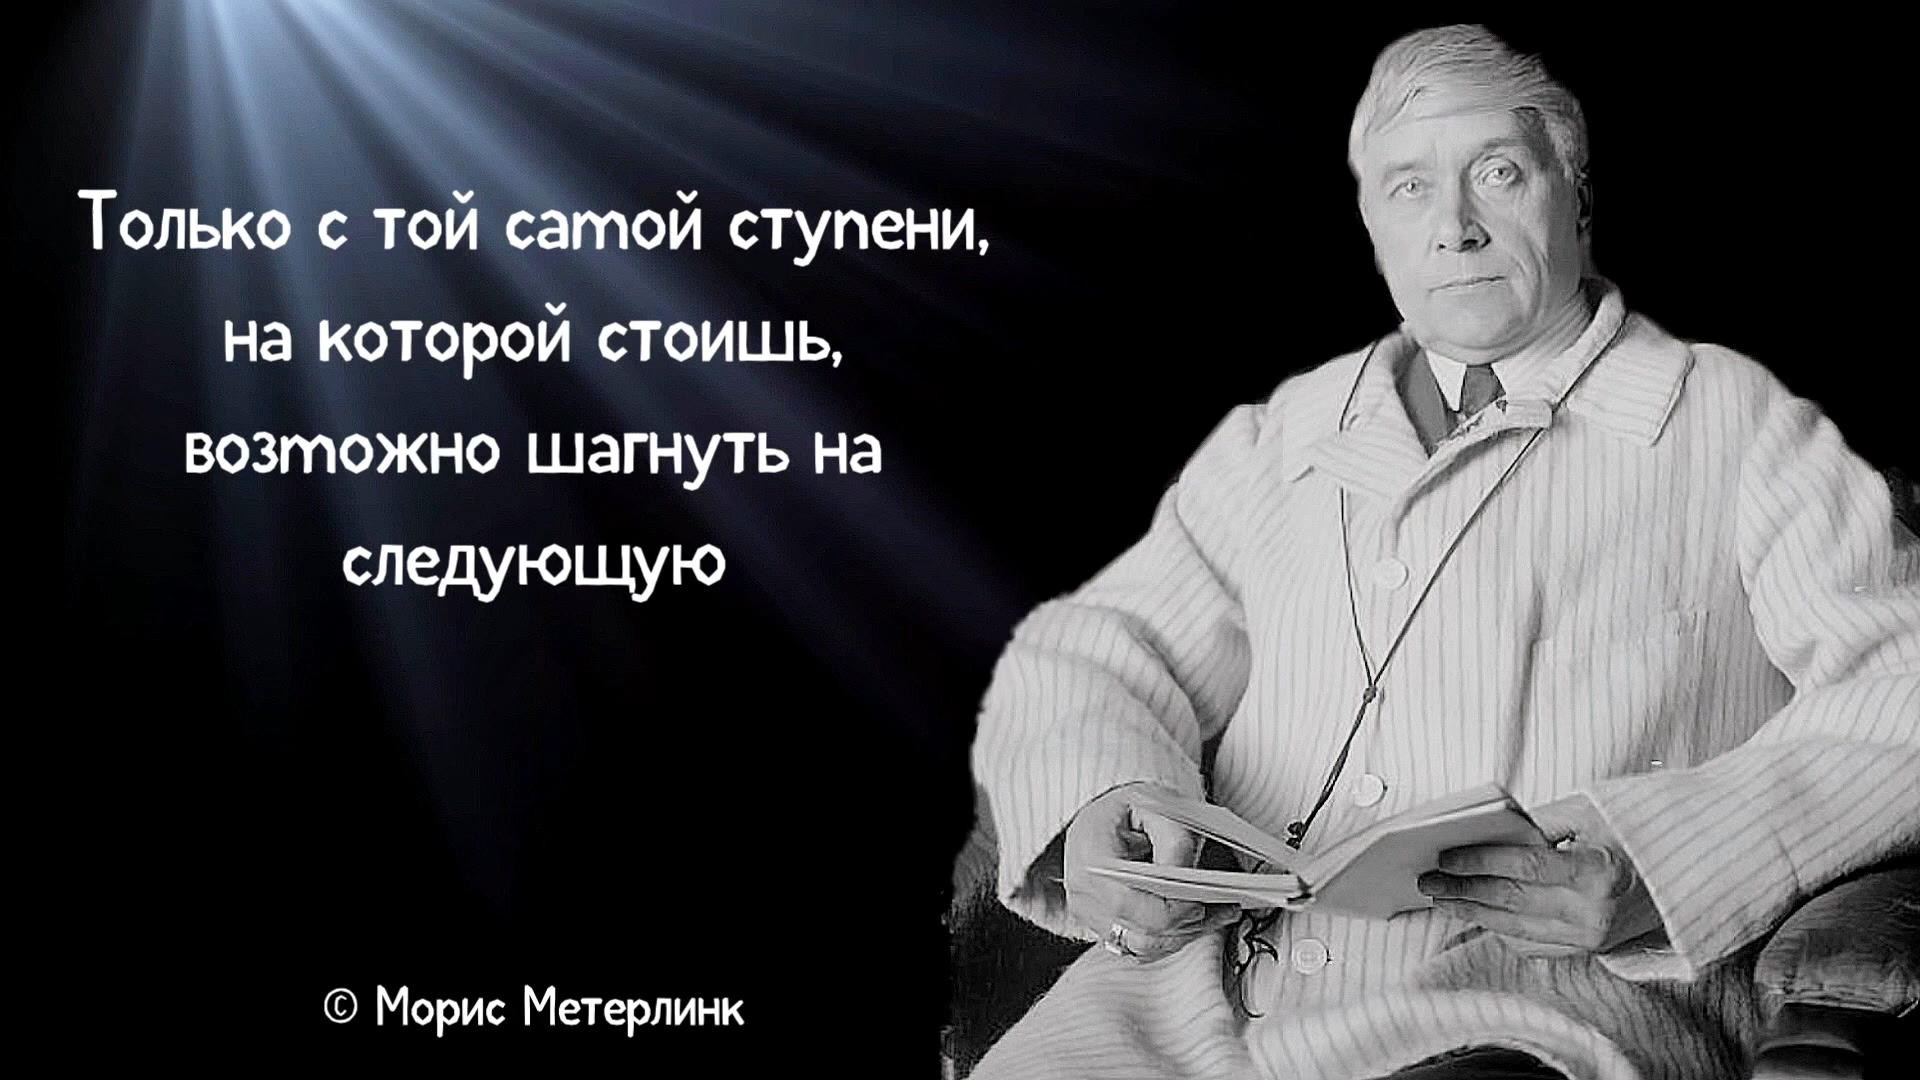 Только с той самой ступени,
на которой стоишь,
возможно шагнуть на
следующую
© Морис Метерлинк